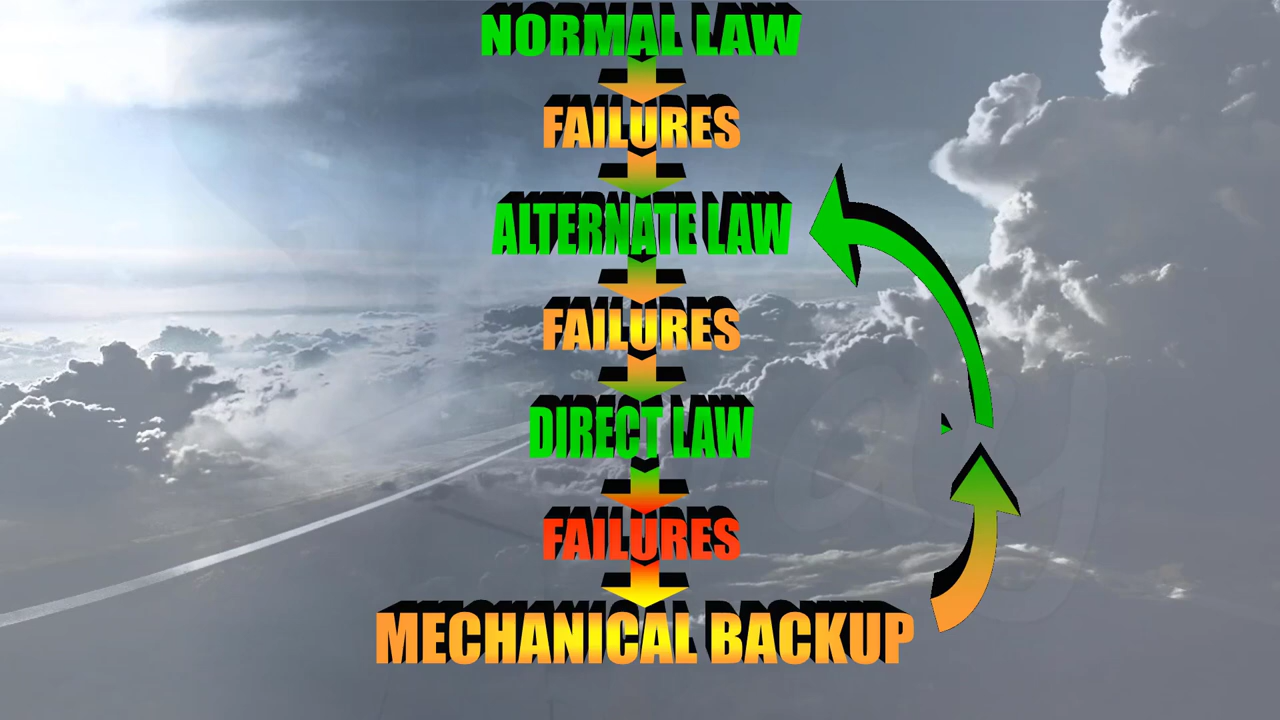 NORMAL LAW
FAILURES
ALTERNATE LAW
FAILURES
DIRECT LAW
FAILURES
MECHANICAL BACKUP